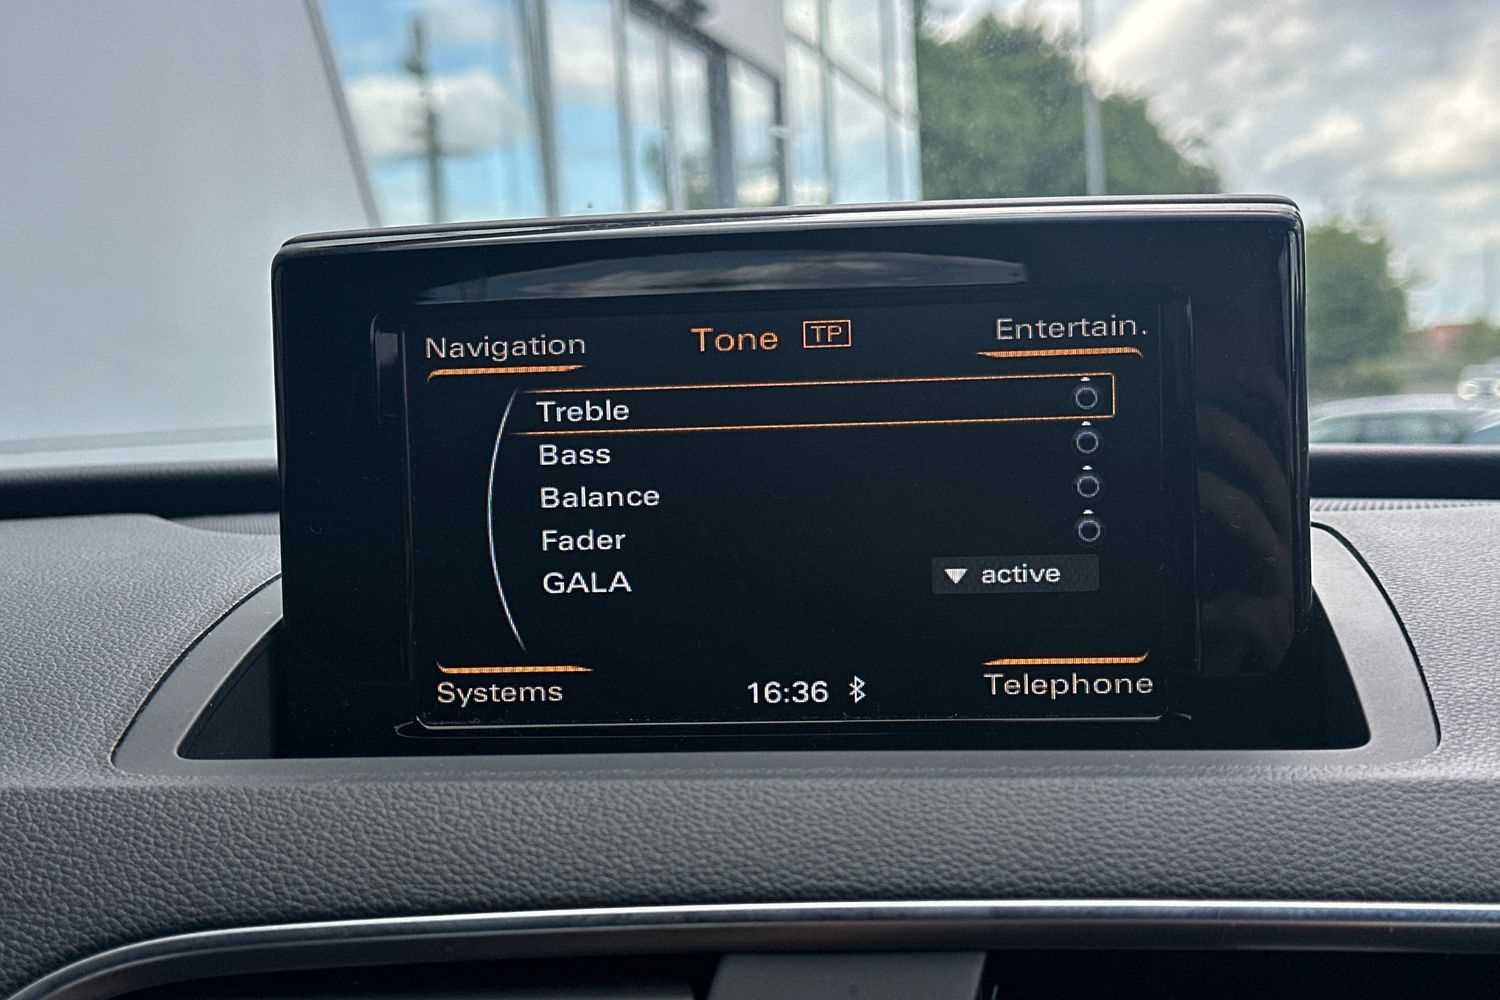 Navigation
Tone TP
Entertain.
Treble
Bass
Balance
Fader
GALA
active
Systems
16:36
Telephone